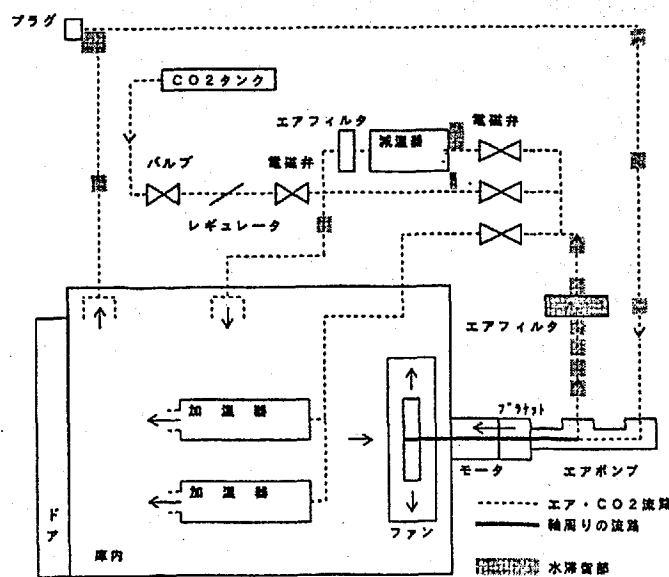 プラグ
CO2タンク
エアフィルタ
減湿器
電磁弁
バルブ
電磁弁
レギュレータ
エアフィルタ
加湿器
ブラケット
加湿器
モータ
エアポンプ
ドア
ファン
庫内
エア・CO2流路
軸周りの流路
水滞留部